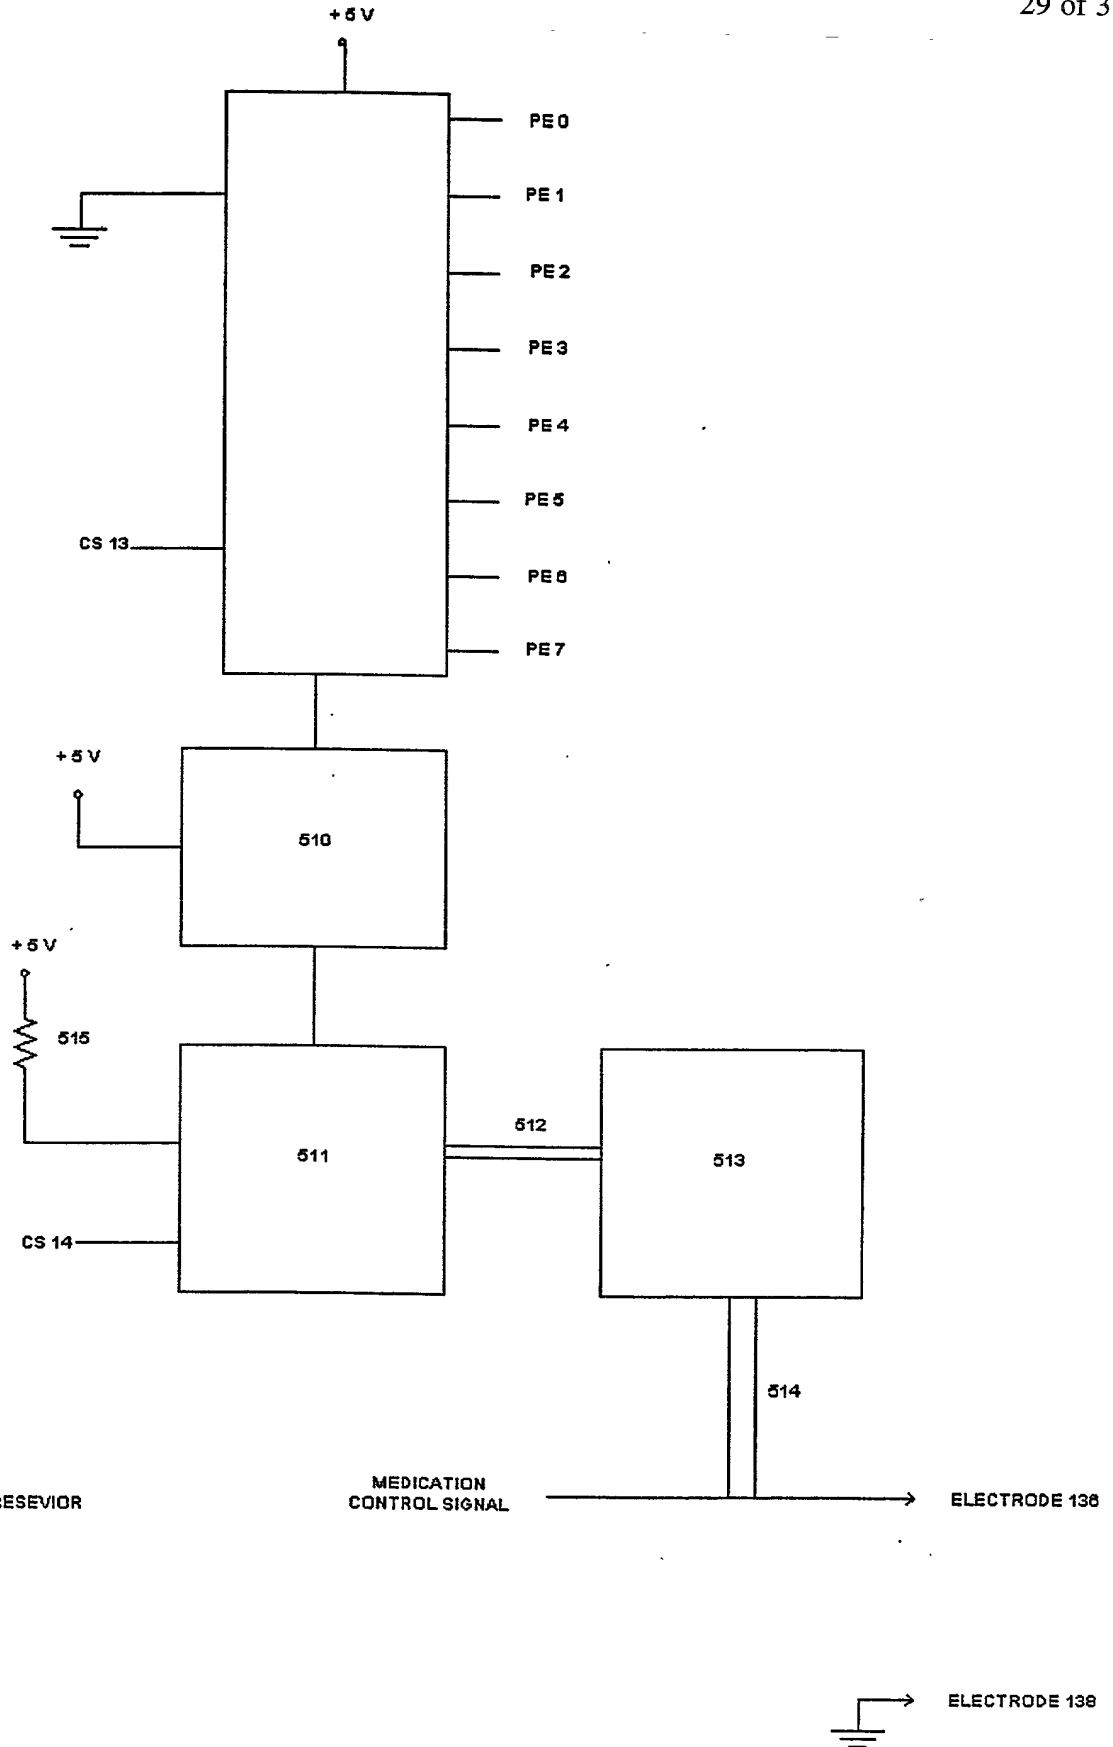 29 of 3
+5V
PE0
PE1
PE2
PE3
PE4
PE5
CS 13
PE6
PE7
+5V
510
+5V
515
512
511
513
CS 14
514
MEDICATION
CONTROL SIGNAL
ESEVIOR
ELECTRODE 136
ELECTRODE 138